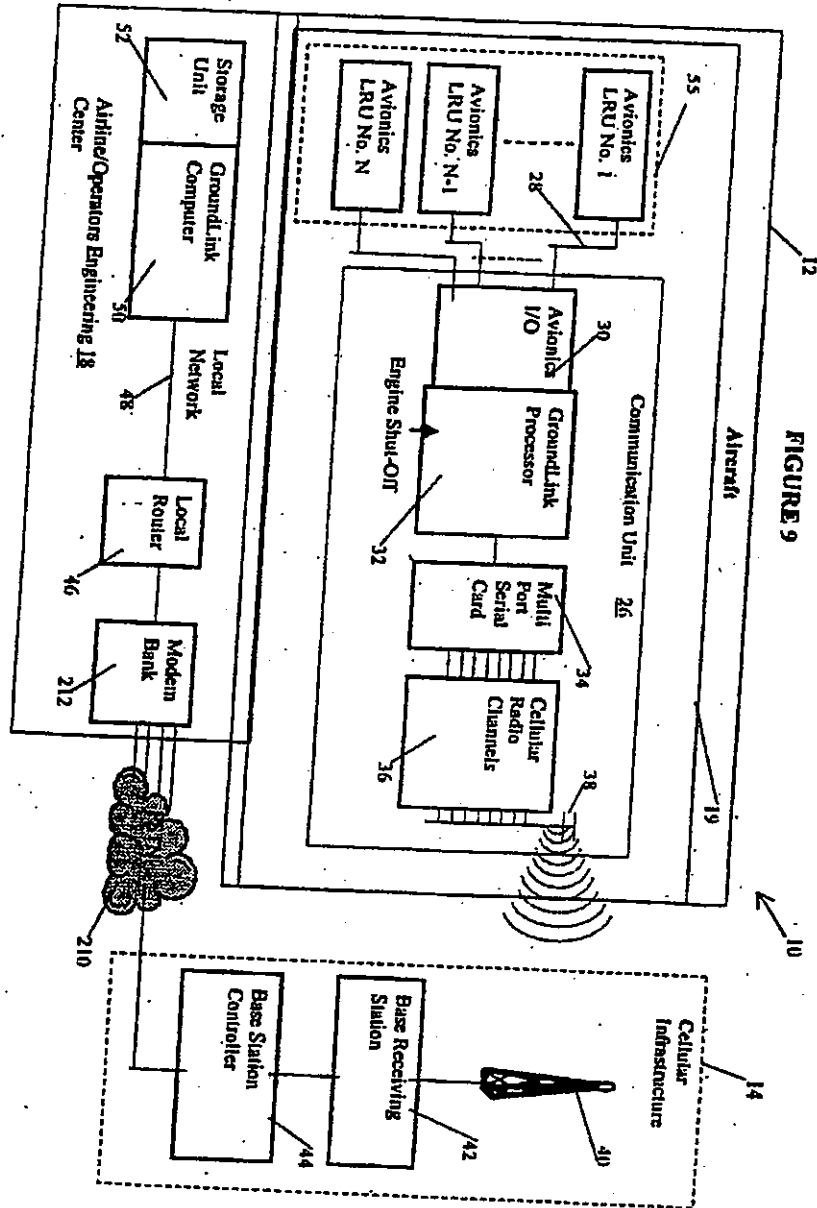 FIGURE 9
12
Aircraft
19
10
55
Avionics
LRU No. i
Avionics
LRU No. N-1
Avionics
LRU No. N
28
Communication Unit 26
30
Avionics
I/O
GroundLink
Processor
Engine Shut-Off
32
Multi
Port
Serial
Card
34
Cellular
Radio
Channels
36
38
14
Cellular
Infrastructure
40
Base Receiving
Station
42
Base Station
Controller
44
52
Storage
Unit
GroundLink
Computer
50
Airline/Operators Engineering 18
Center
Local
Network
48
Local
Router
46
Modem
Bank
212
210